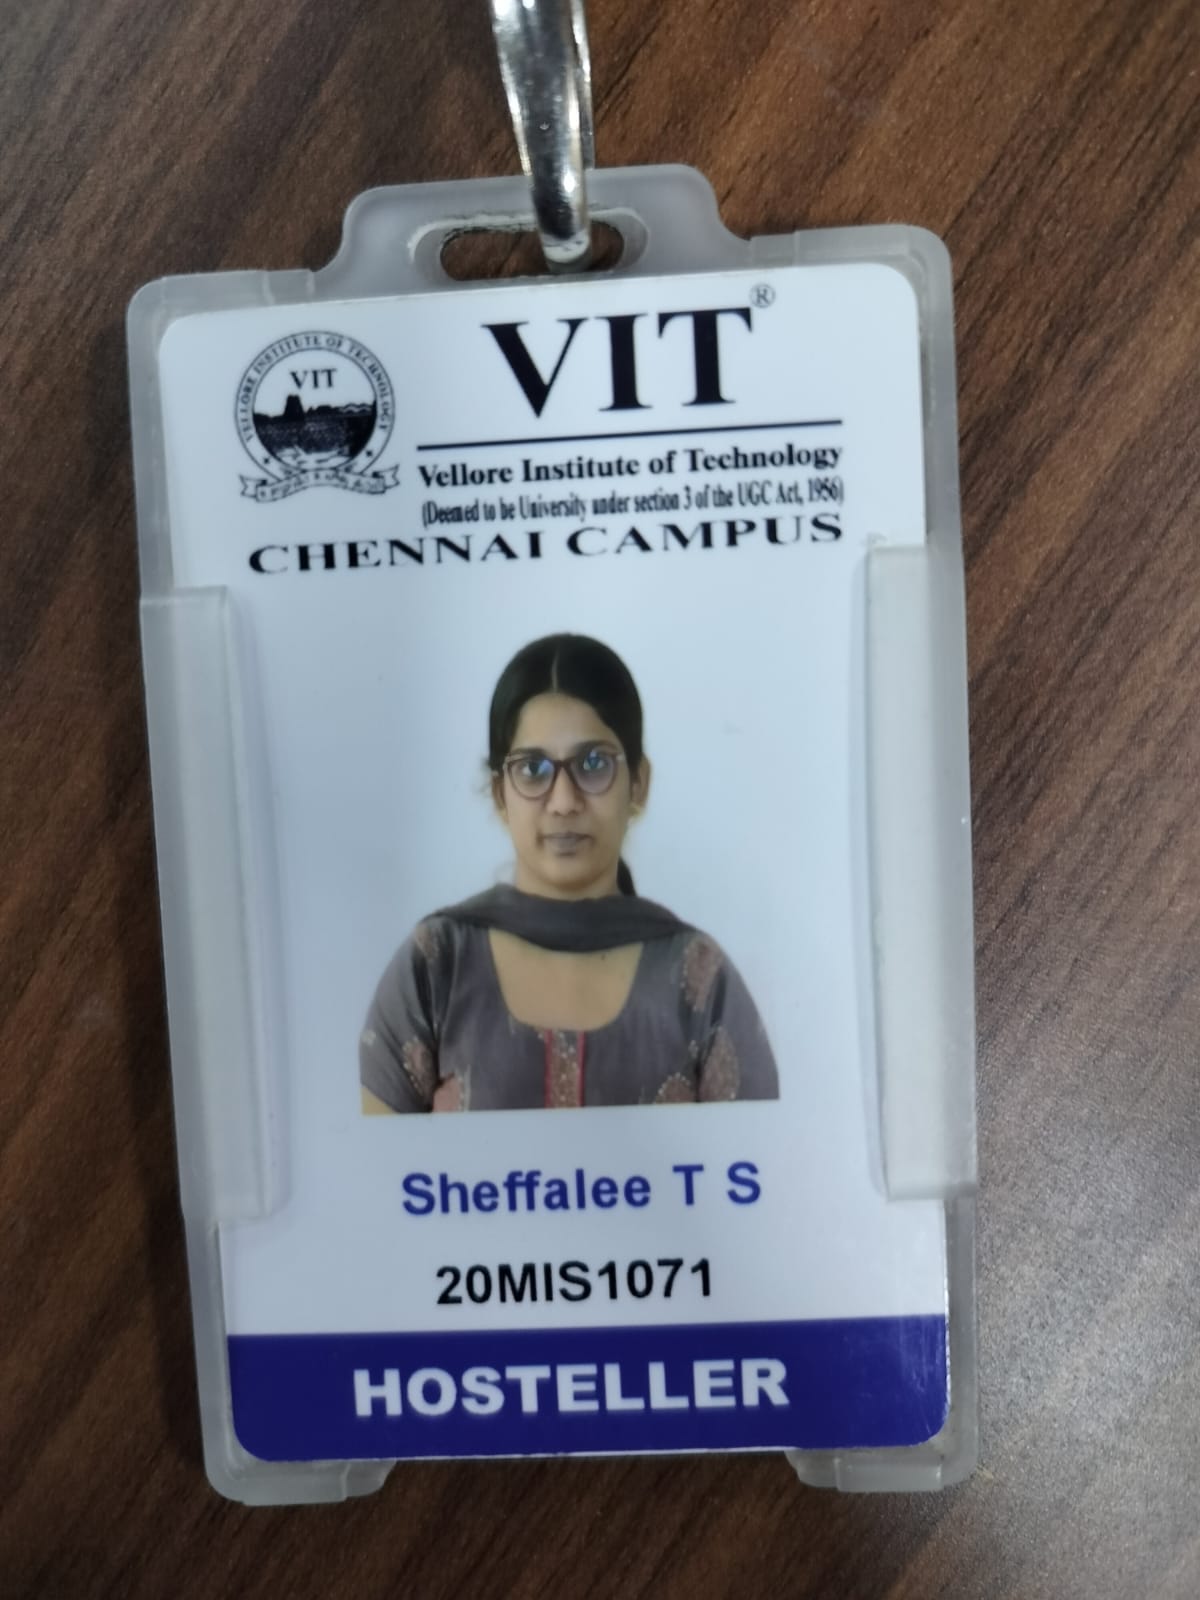 VIT®
VELLORE INSTITUTE OF TECHNOLOGY
VIT
Vellore Institute of Technology
(Deemed to be University under section 3 of the UGC Act, 1956)
CHENNAI CAMPUS
Sheffalee T S
20MIS1071
HOSTELLER